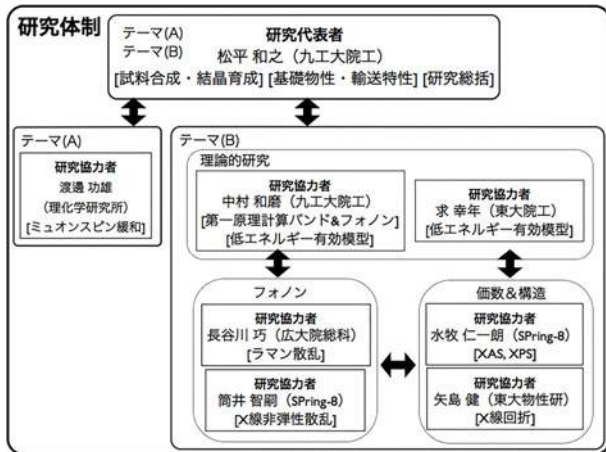 研究体制
テーマ(A)
テーマ(B)
研究代表者
松平 和之（九工大院工）
[試料合成・結晶育成] [基礎物性・輸送特性] [研究総括]
テーマ(A)
研究協力者
渡邊 功雄
（理化学研究所）
[ミュオンスピン緩和]
テーマ(B)
理論的研究
研究協力者
中村 和磨（九工大院工）
[第一原理計算バンド&フォノン]
[低エネルギー有効模型]
研究協力者
求 幸年（東大院工）
[低エネルギー有効模型]
フォノン
研究協力者
長谷川 巧（広大院総科）
[ラマン散乱]
研究協力者
筒井 智嗣（SPring-8）
[X線非弾性散乱]
価数＆構造
研究協力者
水牧 仁一朗（SPring-8）
[XAS, XPS]
研究協力者
矢島 健（東大物性研）
[X線回折]